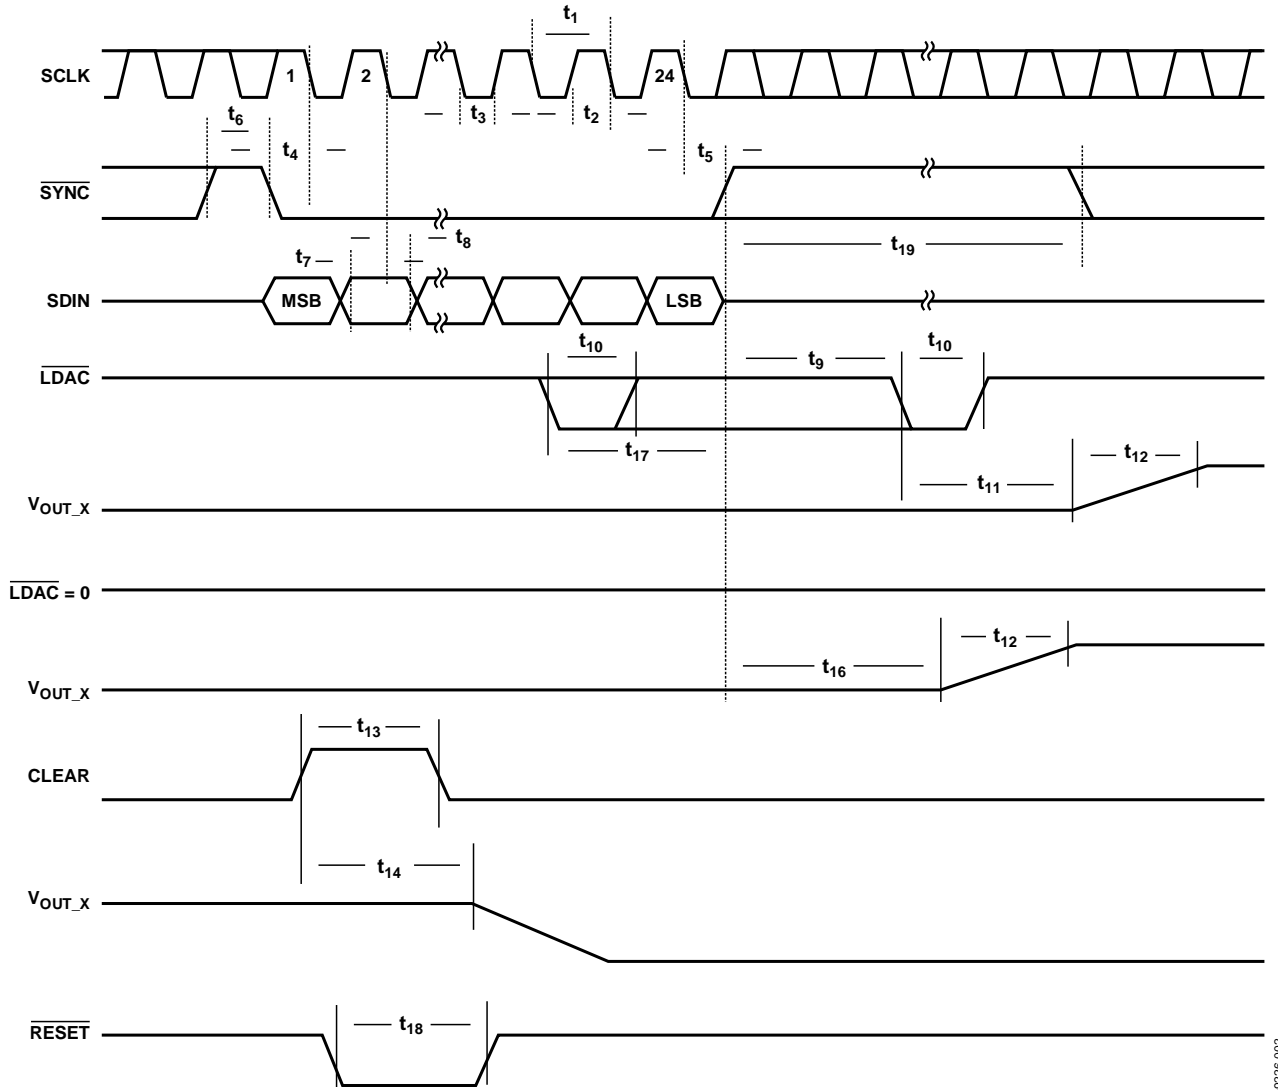 t1
SCLK
1
2
24
t3
t2
t6
t4
t5
SYNC
t19
t8
t7
SDIN
MSB
LSB
t10
t9
t10
LDAC
t17
t12
t11
VOUT_X
LDAC = 0
t12
t16
VOUT_X
t13
CLEAR
t14
VOUT_X
t18
RESET